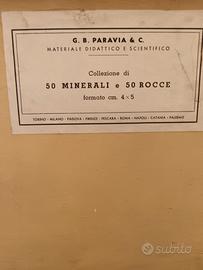 G. B. PARAVIA & C.
MATERIALE DIDATTICO E SCIENTIFICO
Collezione di
50 MINERALI e 50 ROCCE
formato cm. 4×5
TORINO - MILANO - PADOVA - FIRENZE - PESCARA - ROMA - NAPOLI - CATANIA - PALERMO
subito